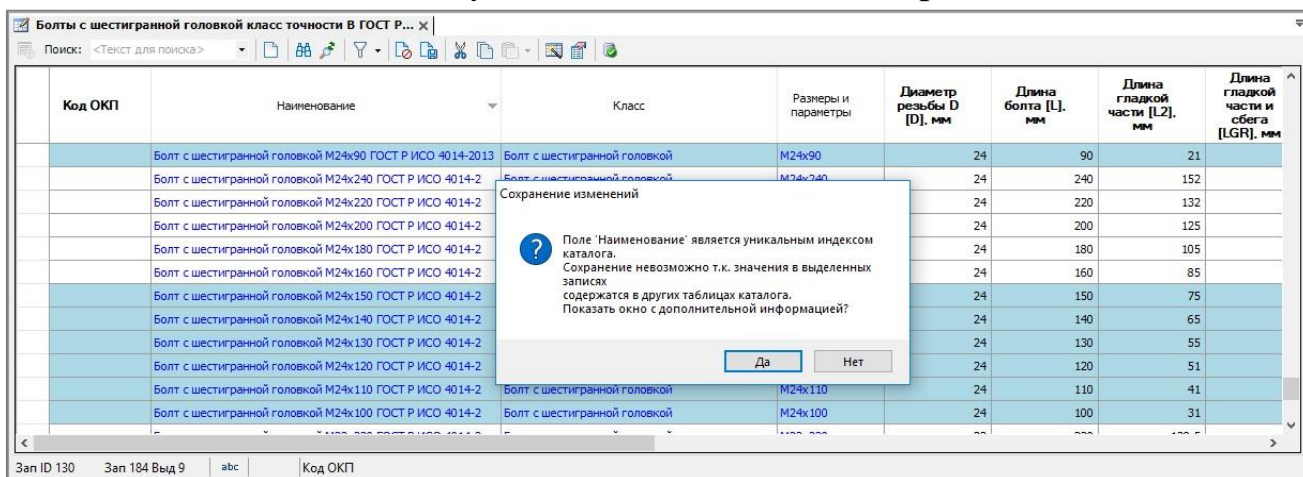 Болты с шестигранной головкой класс точности В ГОСТ Р... X
Поиск: <Текст для поиска>
Код ОКП Наименование Класс Размеры и параметры Диаметр резьбы D [D], мм Длина болта [L], мм Длина гладкой части [L2], мм Длина гладкой части и сбега [LGR], мм
Болт с шестигранной головкой М24х90 ГОСТ Р ИСО 4014-2013 Болт с шестигранной головкой М24х90 24 90 21
Болт с шестигранной головкой М24х240 ГОСТ Р ИСО 4014-2 Болт с шестигранной головкой М24х240 24 240 152
Болт с шестигранной головкой М24х220 ГОСТ Р ИСО 4014-2 24 220 132
Болт с шестигранной головкой М24х200 ГОСТ Р ИСО 4014-2 24 200 125
Болт с шестигранной головкой М24х180 ГОСТ Р ИСО 4014-2 24 180 105
Болт с шестигранной головкой М24х160 ГОСТ Р ИСО 4014-2 24 160 85
Болт с шестигранной головкой М24х150 ГОСТ Р ИСО 4014-2 24 150 75
Болт с шестигранной головкой М24х140 ГОСТ Р ИСО 4014-2 24 140 65
Болт с шестигранной головкой М24х130 ГОСТ Р ИСО 4014-2 24 130 55
Болт с шестигранной головкой М24х120 ГОСТ Р ИСО 4014-2 24 120 51
Болт с шестигранной головкой М24х110 ГОСТ Р ИСО 4014-2 Болт с шестигранной головкой М24х110 24 110 41
Болт с шестигранной головкой М24х100 ГОСТ Р ИСО 4014-2 Болт с шестигранной головкой М24х100 24 100 31
Сохранение изменений
Поле 'Наименование' является уникальным индексом
каталога.
Сохранение невозможно т.к. значения в выделенных
записях
содержатся в других таблицах каталога.
Показать окно с дополнительной информацией?
Да Нет
Зап ID 130 Зап 184 Выд 9 abc Код ОКП